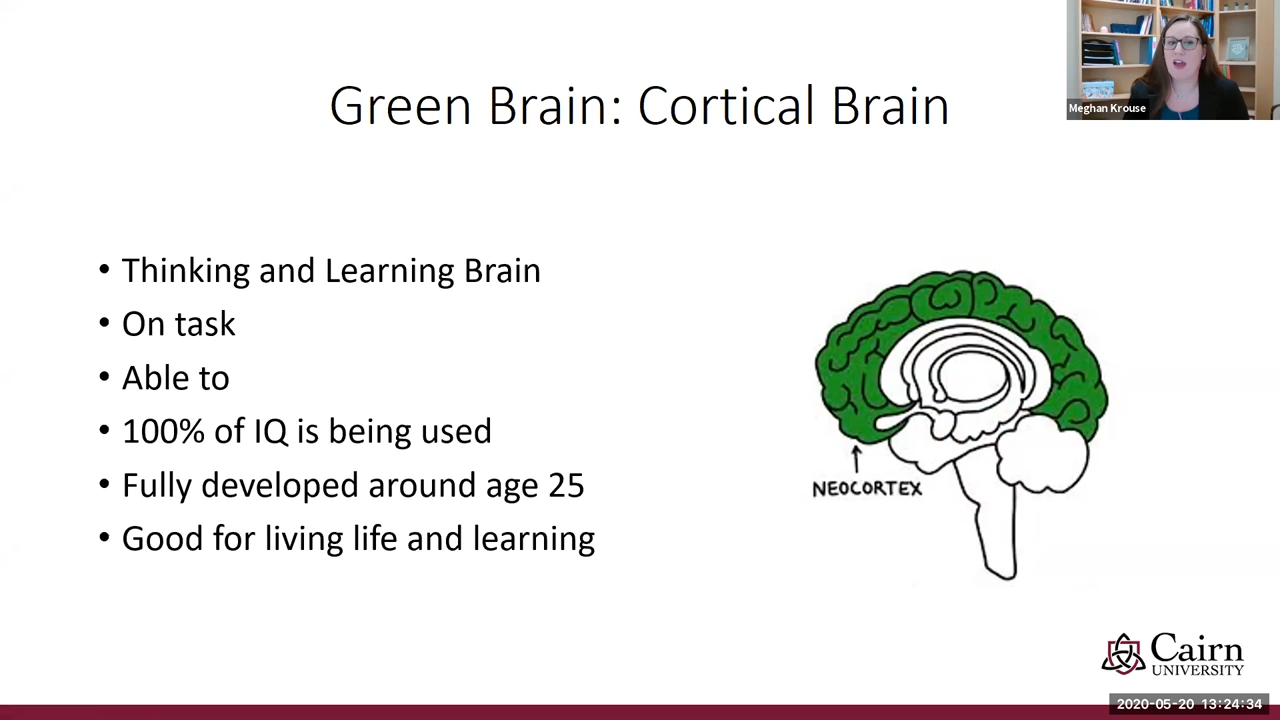 Green Brain: Cortical Brain
Meghan Krouse
• Thinking and Learning Brain
• On task
• Able to
• 100% of IQ is being used
• Fully developed around age 25
• Good for living life and learning
NEOCORTEX
Cairn
UNIVERSITY
2020-05-20 13:24:34